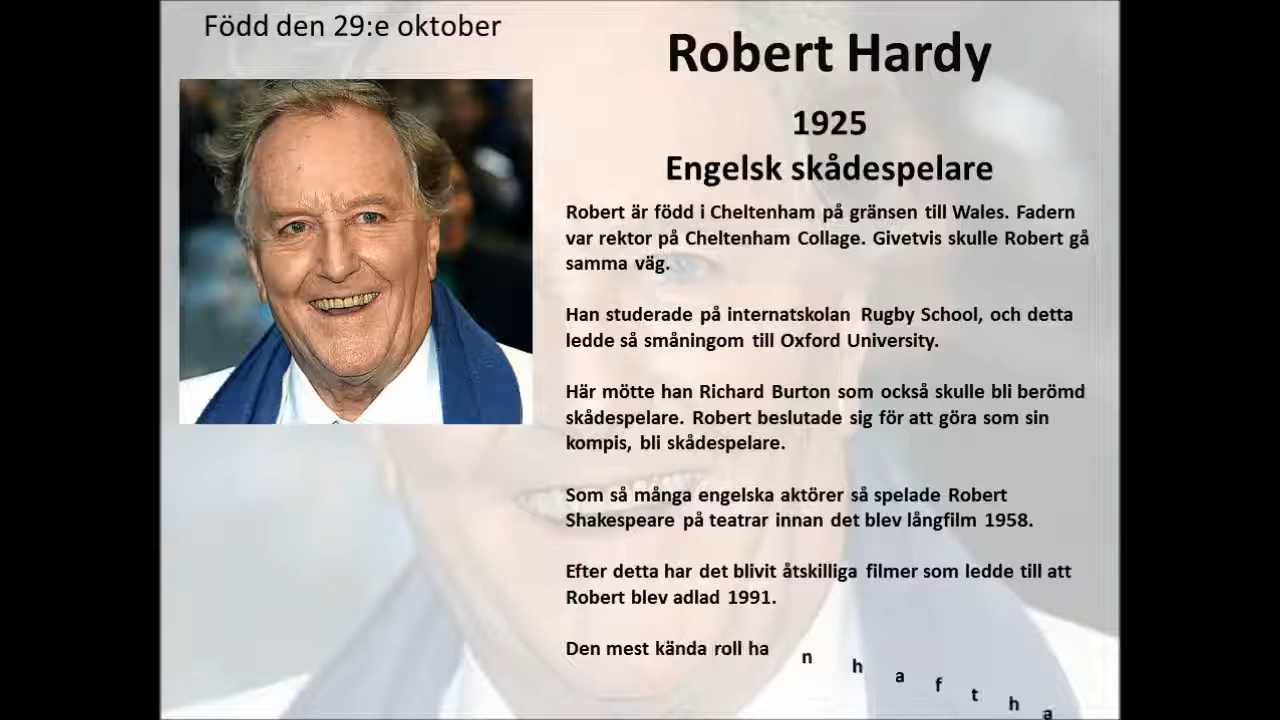 Född den 29:e oktober
Robert Hardy
1925
Engelsk skådespelare
Robert är född i Cheltenham på gränsen till Wales. Fadern
var rektor på Cheltenham Collage. Givetvis skulle Robert gå
samma väg.
Han studerade på internatskolan Rugby School, och detta
ledde så småningom till Oxford University.
Här mötte han Richard Burton som också skulle bli berömd
skådespelare. Robert beslutade sig för att göra som sin
kompis, bli skådespelare.
Som så många engelska aktörer så spelade Robert
Shakespeare på teatrar innan det blev långfilm 1958.
Efter detta har det blivit åtskilliga filmer som ledde till att
Robert blev adlad 1991.
Den mest kända roll han haft ha